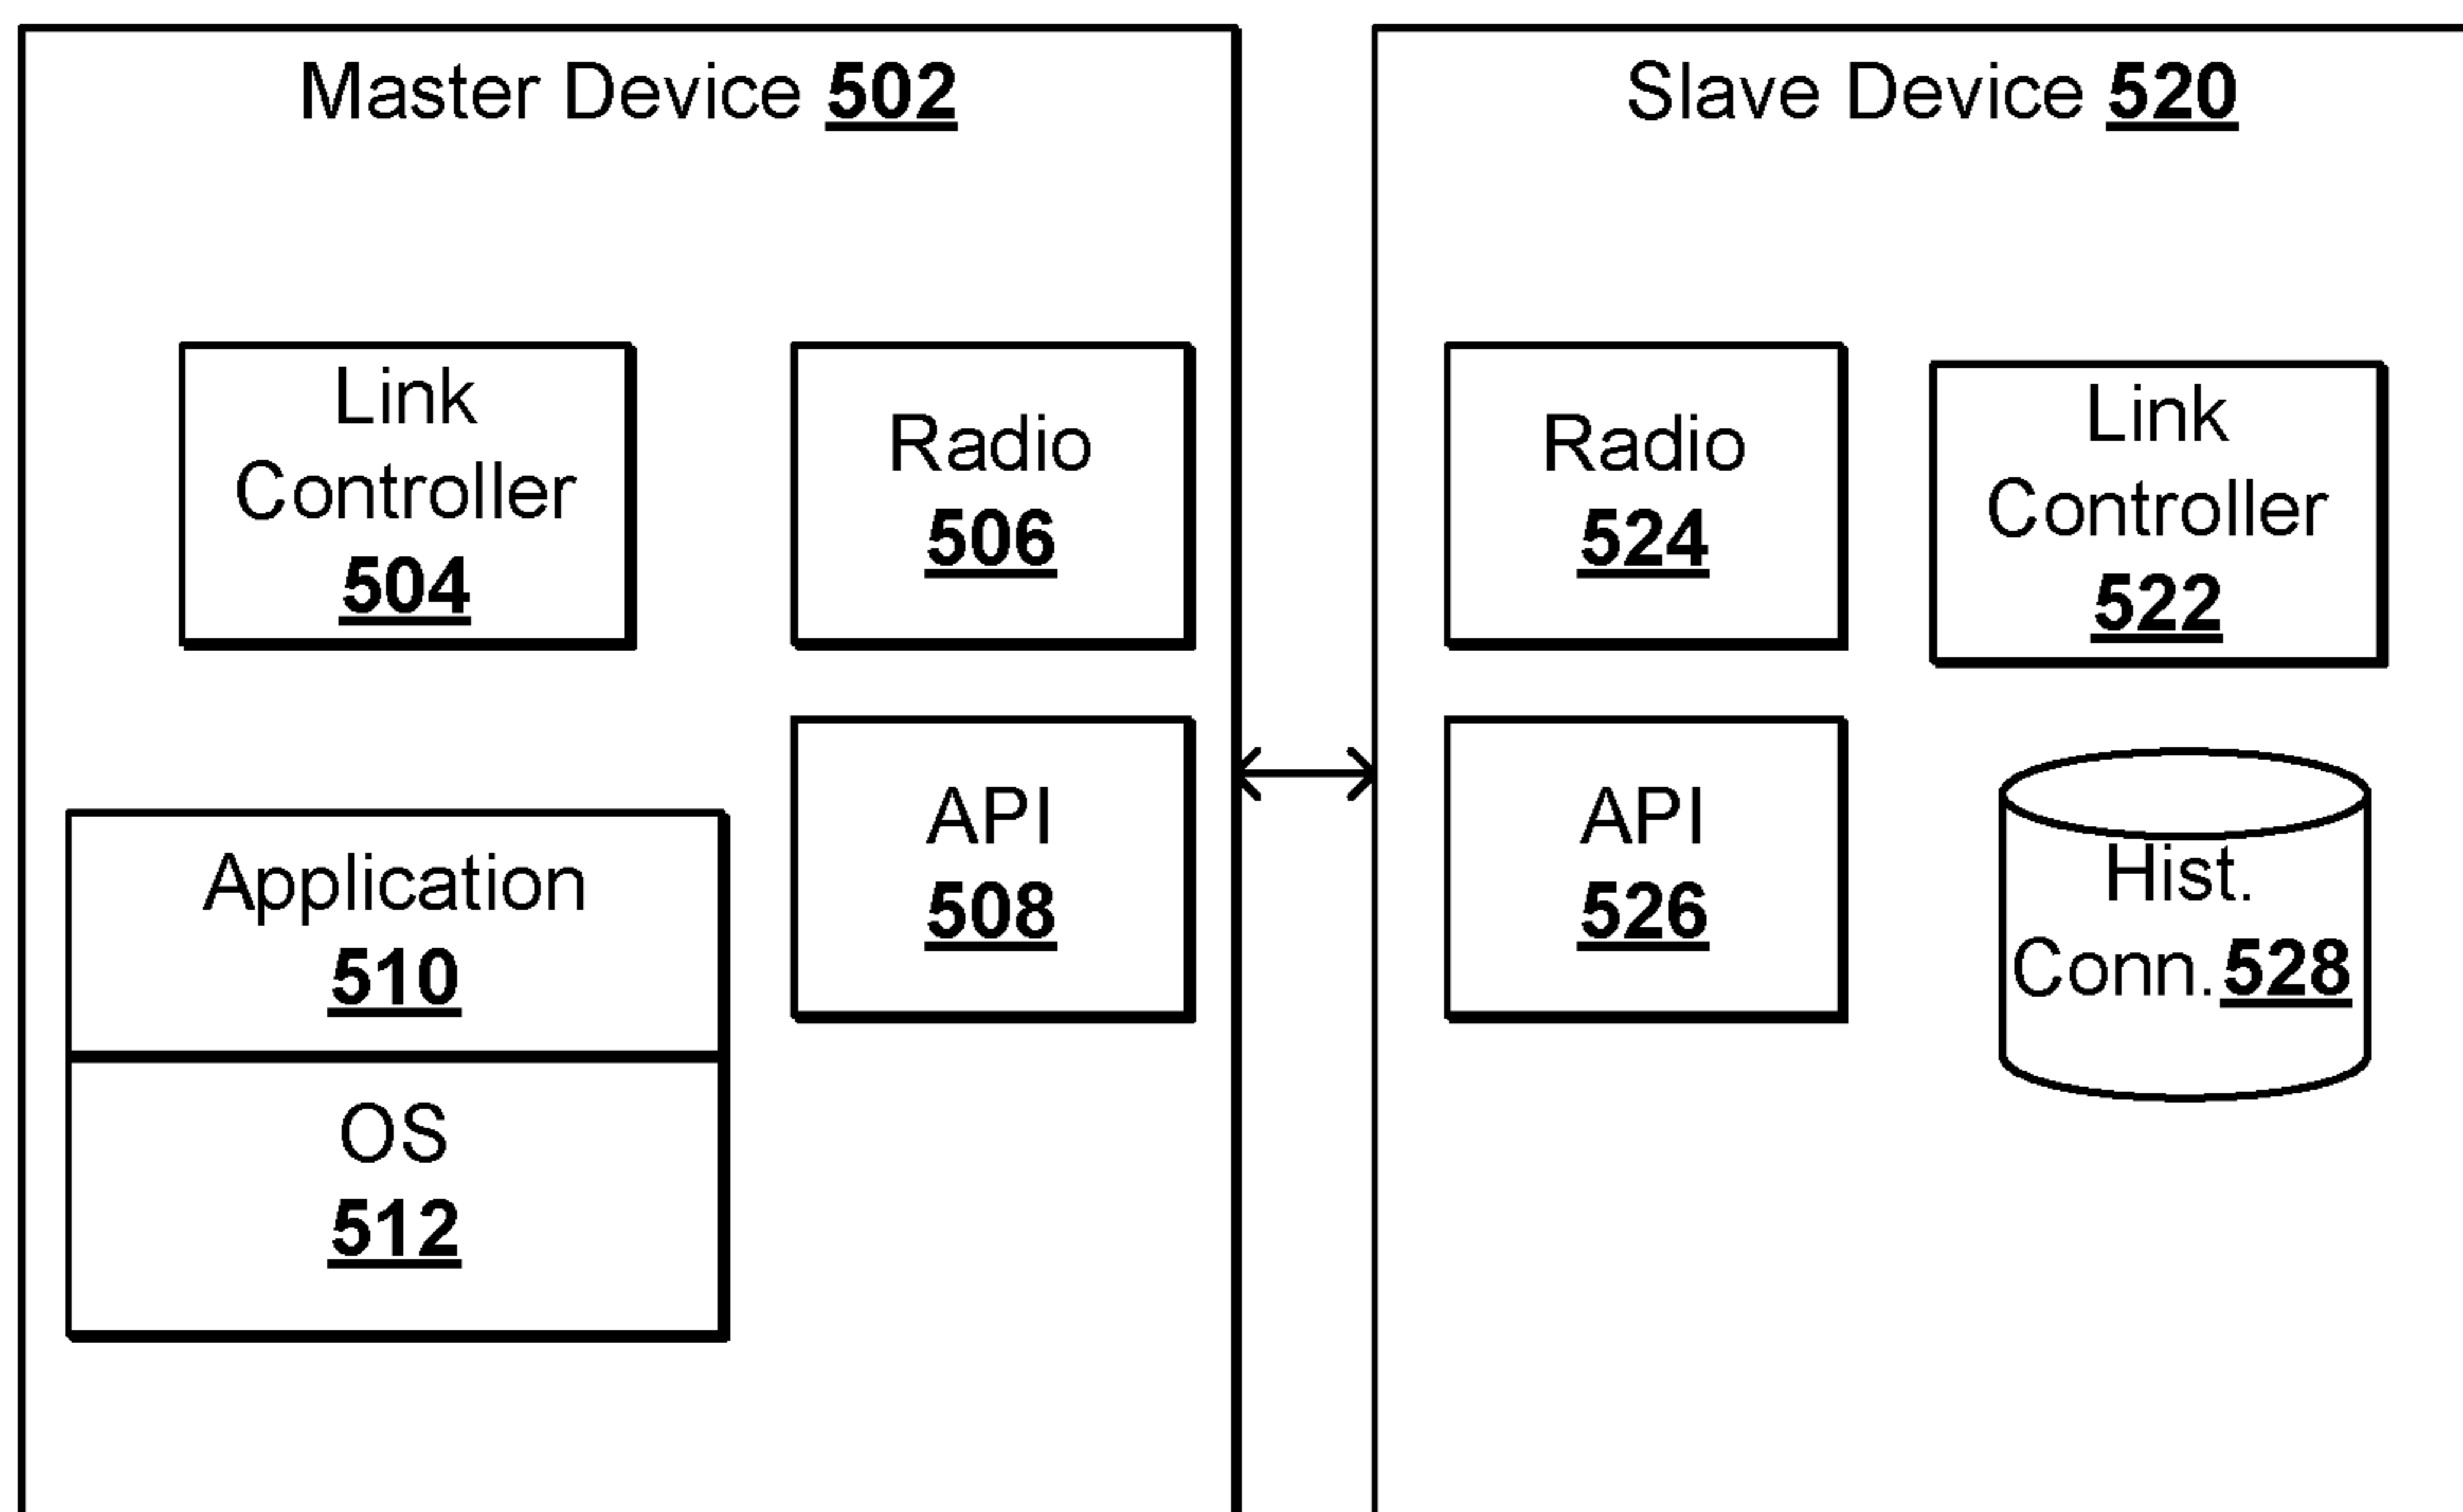 Master Device 502
Link
Controller
504
Radio
506
API
508
Application
510
OS
512
Slave Device 520
Radio
524
Link
Controller
522
API
526
Hist.
Conn.528